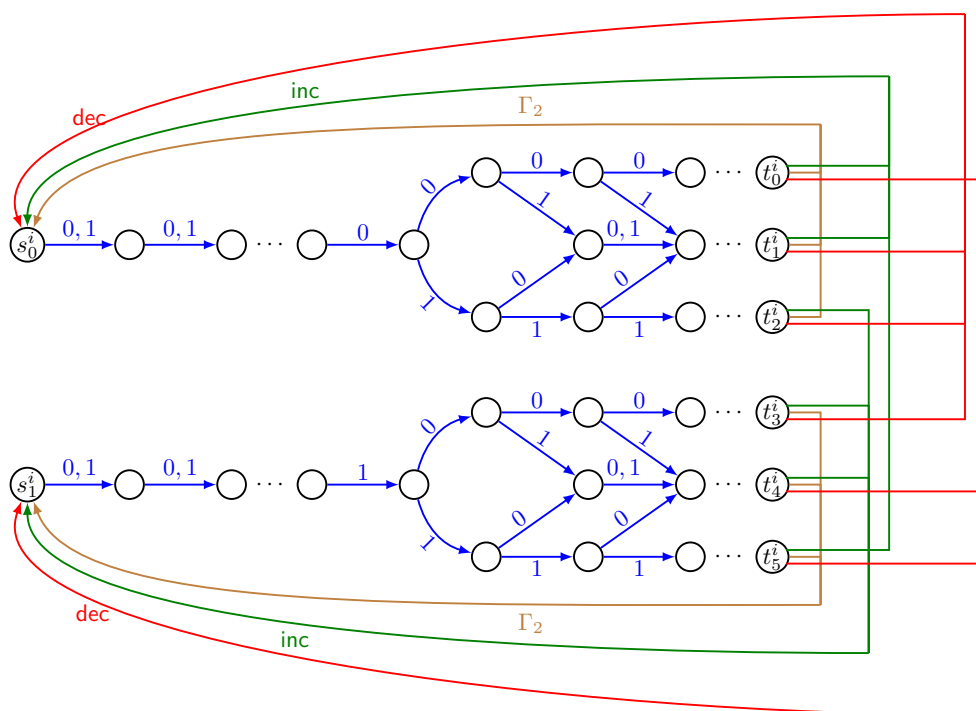 dec
inc
Γ₂
0 0 0 t₀ⁱ
1 1
s₀ⁱ 0, 1 0, 1 ··· 0 0, 1 ··· t₁ⁱ
1 0 0
1 1 ··· t₂ⁱ
0 0 0 ··· t₃ⁱ
1 1
s₁ⁱ 0, 1 0, 1 ··· 1 0, 1 ··· t₄ⁱ
1 0 0
1 1 ··· t₅ⁱ
dec
Γ₂
inc